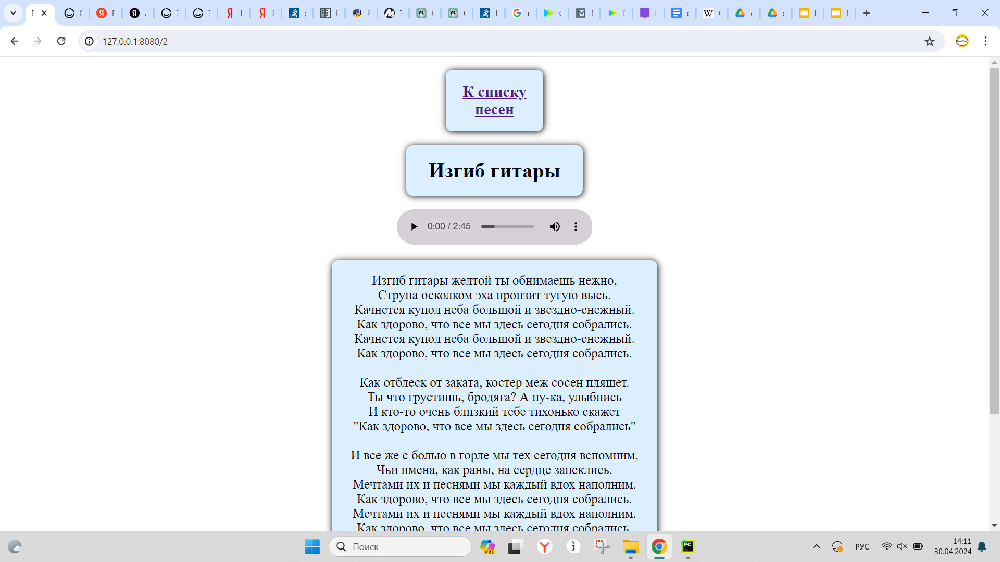 127.0.0.1:8080/2
К списку
песен
Изгиб гитары
0:00 / 2:45
Изгиб гитары желтой ты обнимаешь нежно,
Струна осколком эха пронзит тугую высь.
Качнется купол неба большой и звездно-снежный.
Как здорово, что все мы здесь сегодня собрались.
Качнется купол неба большой и звездно-снежный.
Как здорово, что все мы здесь сегодня собрались.
Как отблеск от заката, костер меж сосен пляшет.
Ты что грустишь, бродяга? А ну-ка, улыбнись
И кто-то очень близкий тебе тихонько скажет
"Как здорово, что все мы здесь сегодня собрались"
И все же с болью в горле мы тех сегодня вспомним,
Чьи имена, как раны, на сердце запеклись.
Мечтами их и песнями мы каждый вдох наполним.
Как здорово, что все мы здесь сегодня собрались.
Мечтами их и песнями мы каждый вдох наполним.
Как здорово, что все мы здесь сегодня собрались.
Поиск
PRE
PC
РУС
14:11
30.04.2024